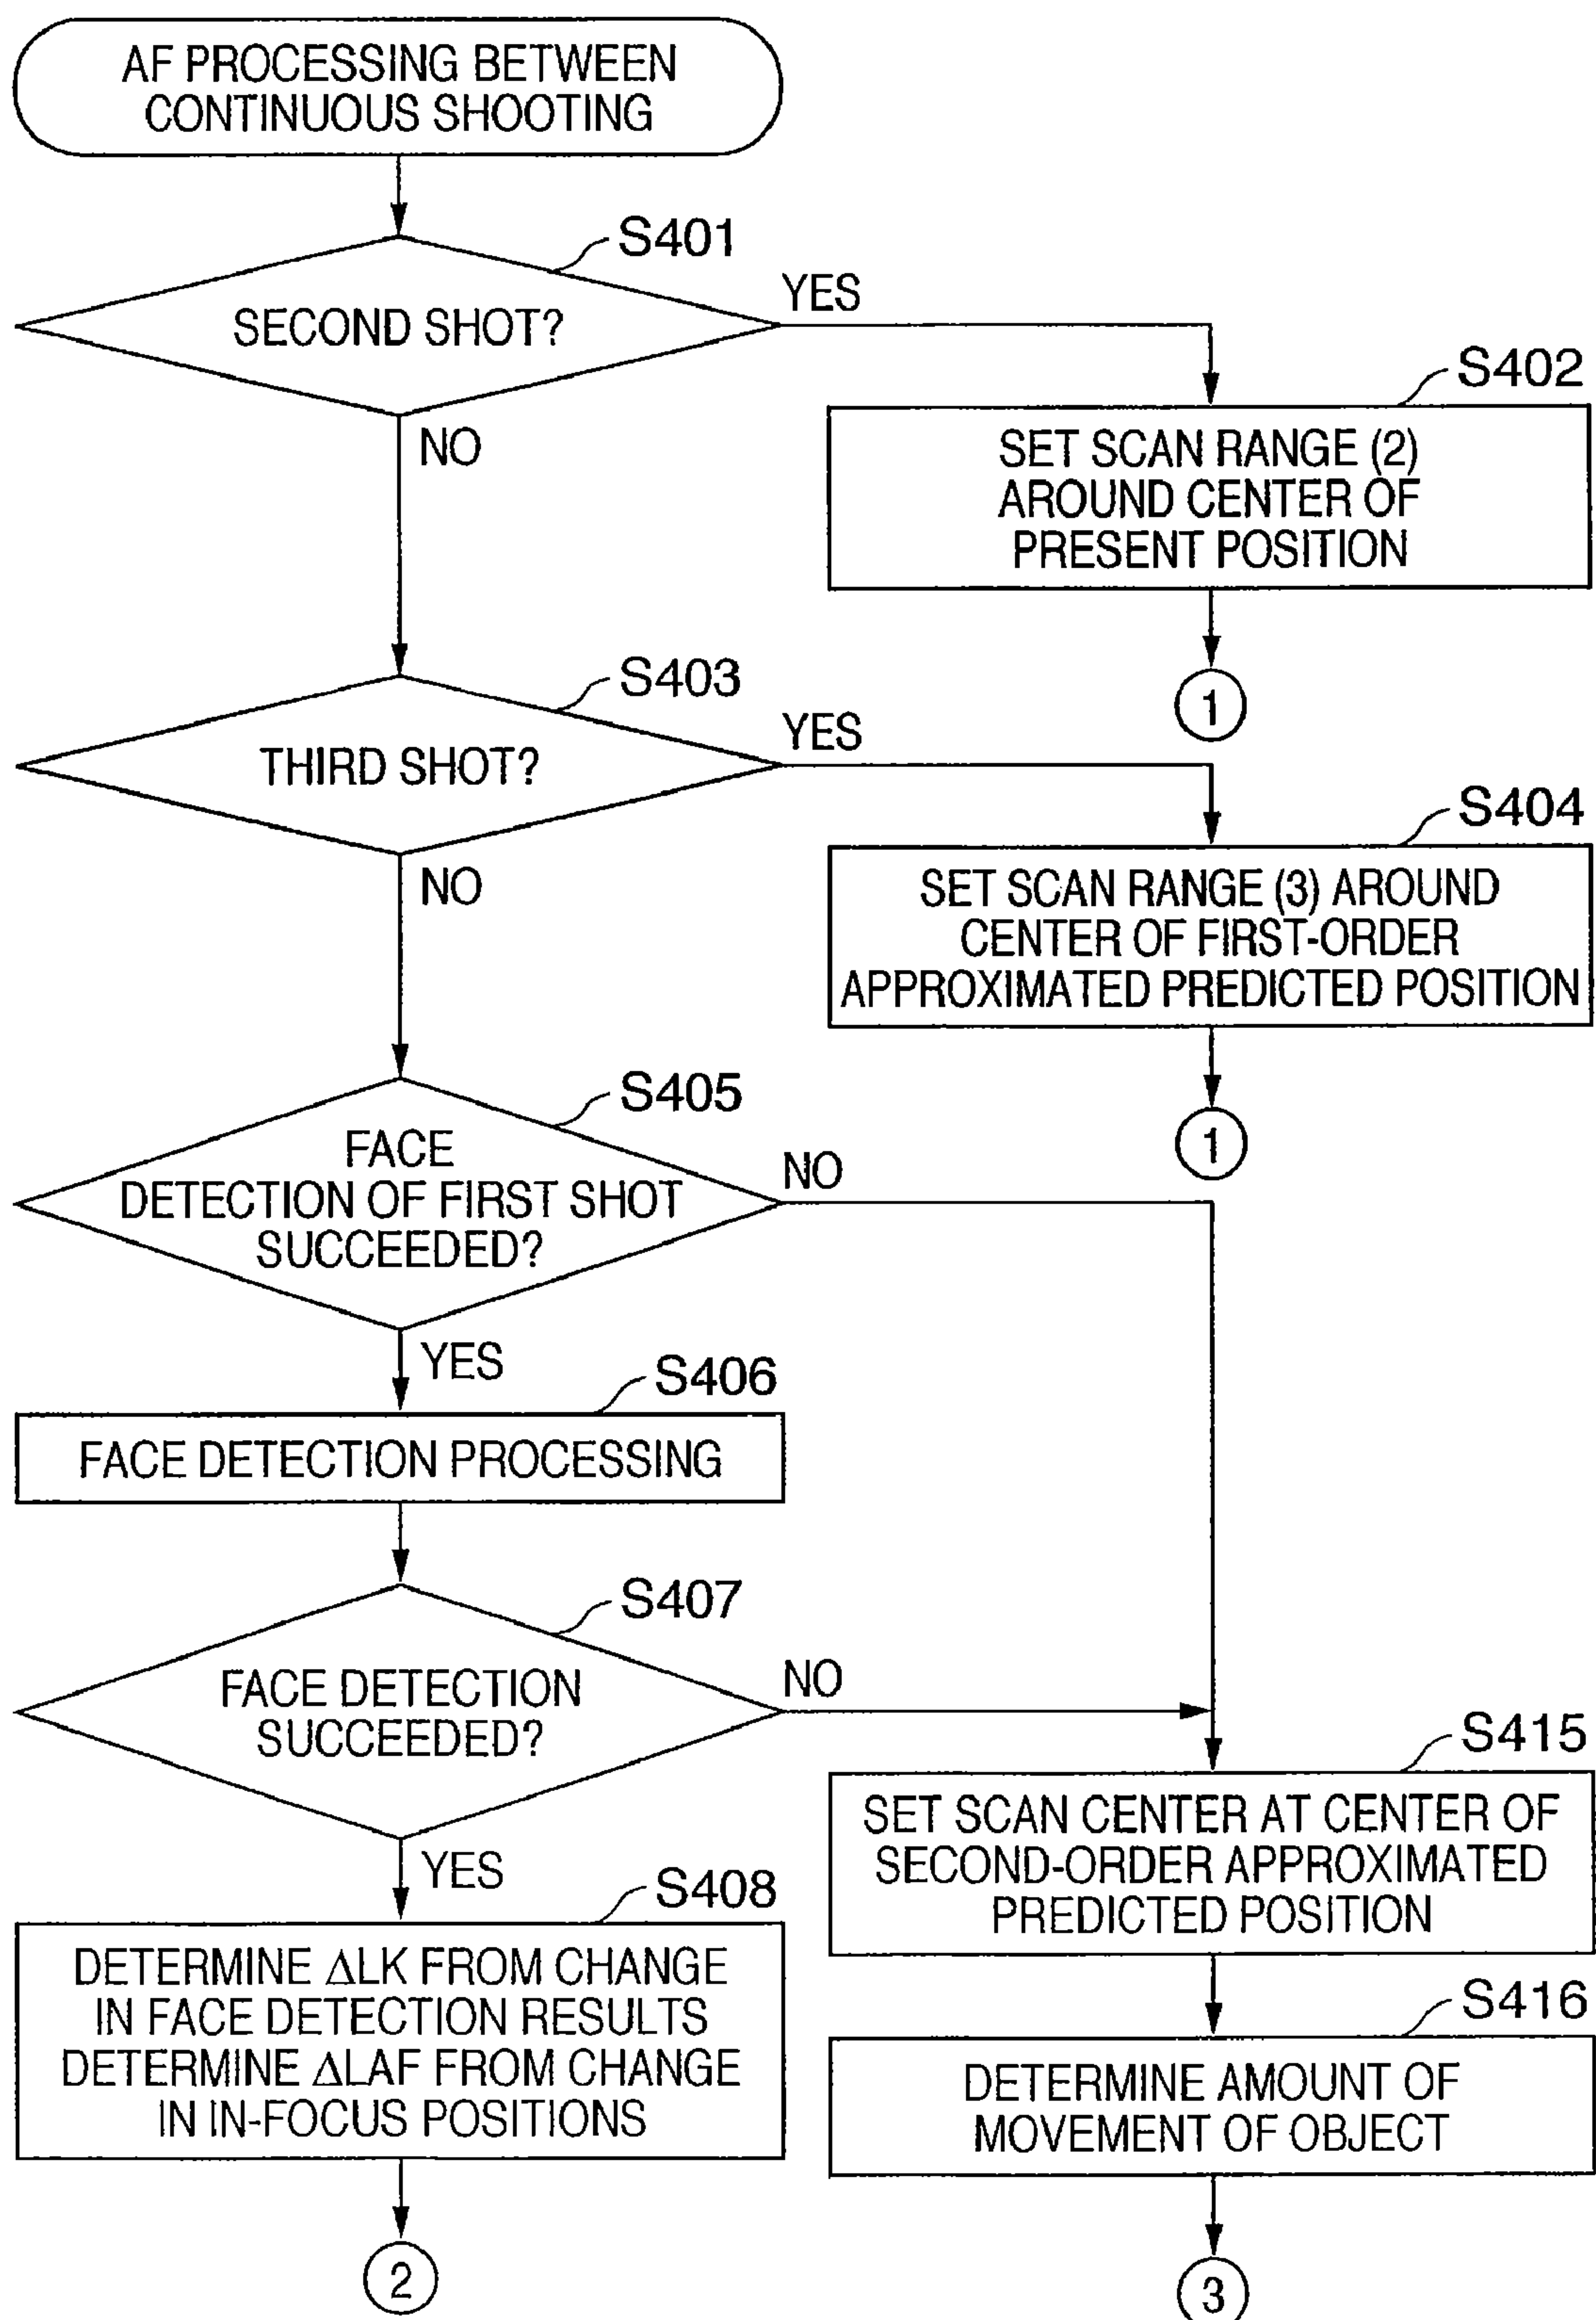 AF PROCESSING BETWEEN
CONTINUOUS SHOOTING
S401
SECOND SHOT?
YES
NO
S402
SET SCAN RANGE (2)
AROUND CENTER OF
PRESENT POSITION
1
S403
THIRD SHOT?
YES
NO
S404
SET SCAN RANGE (3) AROUND
CENTER OF FIRST-ORDER
APPROXIMATED PREDICTED POSITION
1
S405
FACE
DETECTION OF FIRST SHOT
SUCCEEDED?
NO
YES
S406
FACE DETECTION PROCESSING
S407
FACE DETECTION
SUCCEEDED?
NO
YES
S408
DETERMINE ΔLK FROM CHANGE
IN FACE DETECTION RESULTS
DETERMINE ΔLAF FROM CHANGE
IN IN-FOCUS POSITIONS
2
S415
SET SCAN CENTER AT CENTER OF
SECOND-ORDER APPROXIMATED
PREDICTED POSITION
S416
DETERMINE AMOUNT OF
MOVEMENT OF OBJECT
3